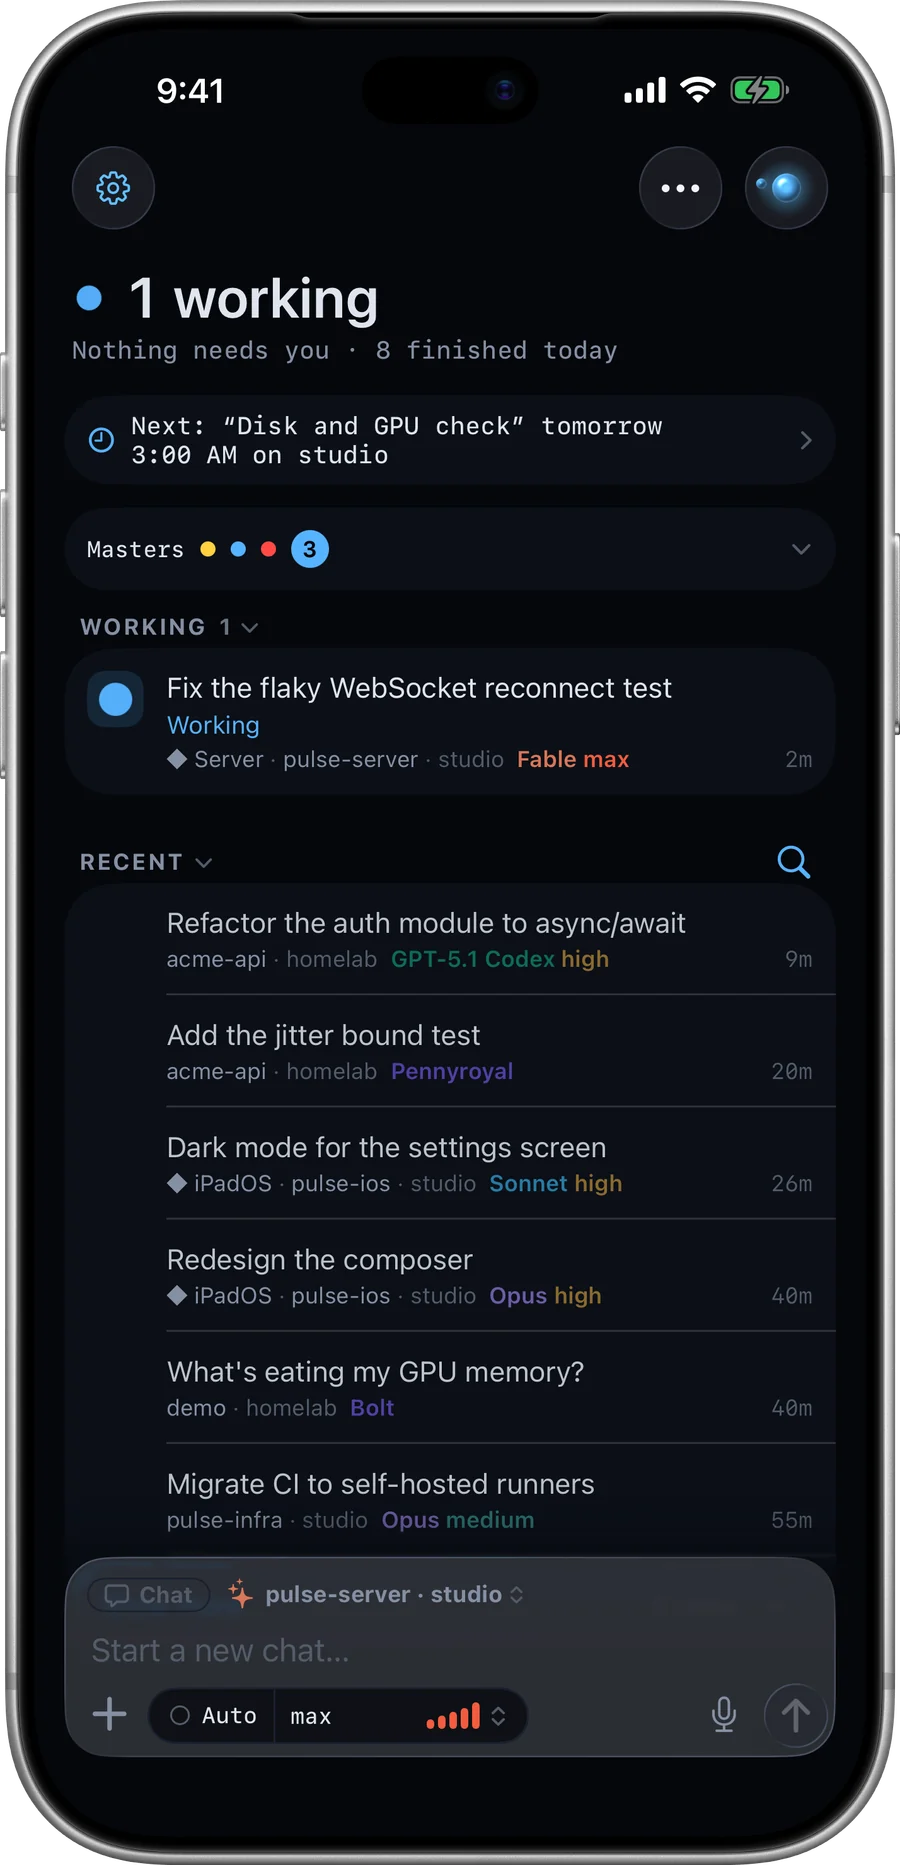 9:41
1 working
Nothing needs you · 8 finished today
Next: “Disk and GPU check” tomorrow
3:00 AM on studio
Masters 3
WORKING 1
Fix the flaky WebSocket reconnect test
Working
Server · pulse-server · studio Fable max 2m
RECENT
Refactor the auth module to async/await
acme-api · homelab GPT-5.1 Codex high 9m
Add the jitter bound test
acme-api · homelab Pennyroyal 20m
Dark mode for the settings screen
iPadOS · pulse-ios · studio Sonnet high 26m
Redesign the composer
iPadOS · pulse-ios · studio Opus high 40m
What's eating my GPU memory?
demo · homelab Bolt 40m
Migrate CI to self-hosted runners
pulse-infra · studio Opus medium 55m
Chat pulse-server · studio
Start a new chat...
Auto max